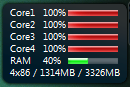 Core1 100%
Core2 100%
Core3 100%
Core4 100%
RAM 40%
4x86 / 1314MB / 3326MB